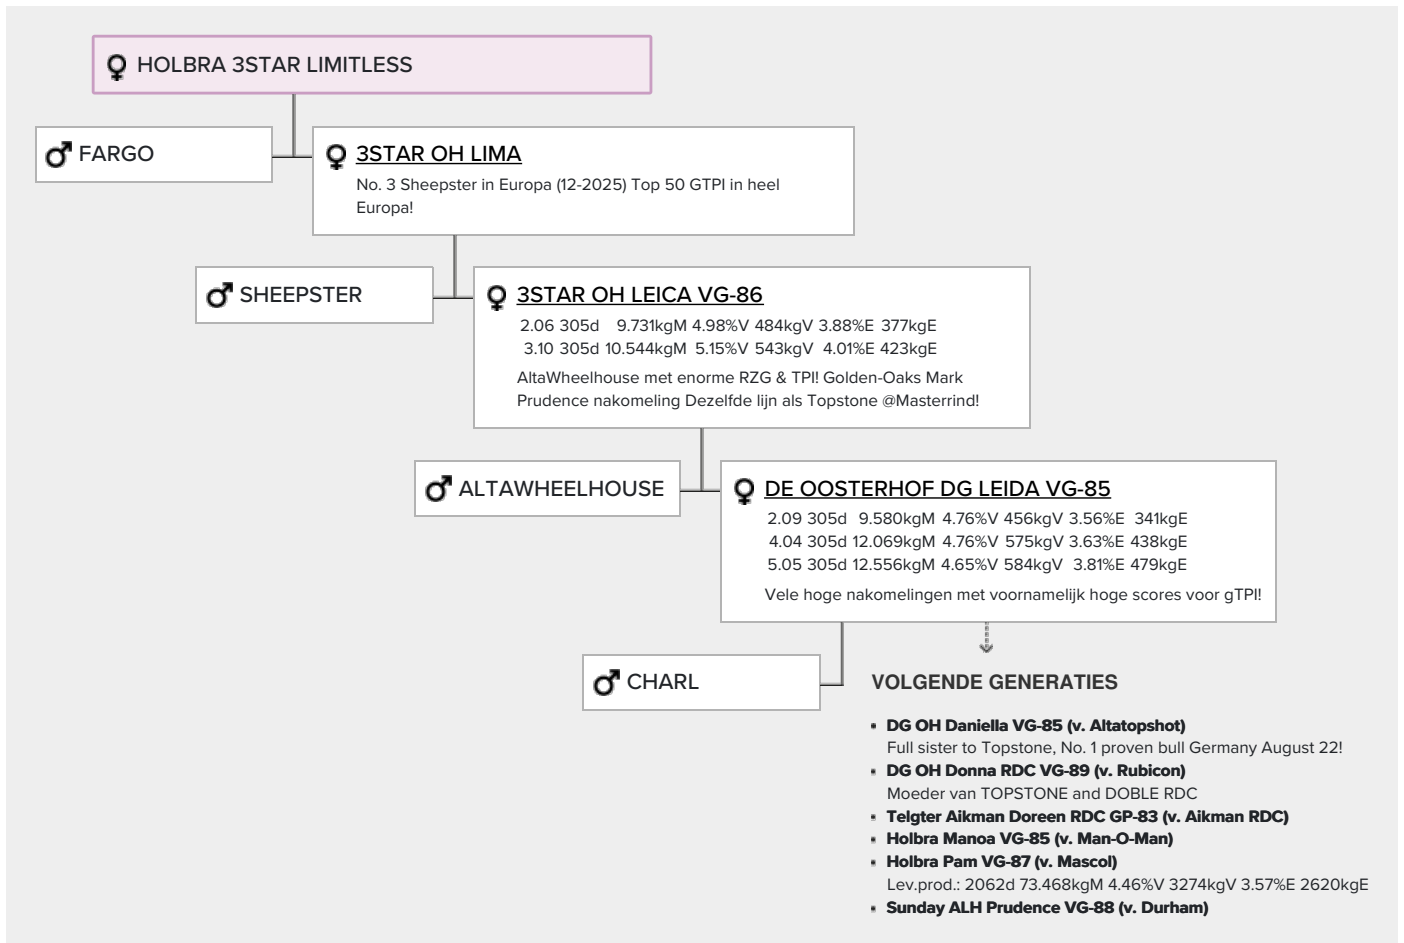 HOLBRA 3STAR LIMITLESS
FARGO
3STAR OH LIMA
No. 3 Sheepster in Europa (12-2025) Top 50 GTPI in heel
Europa!
SHEEPSTER
3STAR OH LEICA VG-86
2.06 305d 9.731kgM 4.98%V 484kgV 3.88%E 377kgE
3.10 305d 10.544kgM 5.15%V 543kgV 4.01%E 423kgE
AltaWheelhouse met enorme RZG & TPI! Golden-Oaks Mark
Prudence nakomeling Dezelfde lijn als Topstone @Masterrind!
ALTAWHEELHOUSE
DE OOSTERHOF DG LEIDA VG-85
2.09 305d 9.580kgM 4.76%V 456kgV 3.56%E 341kgE
4.04 305d 12.069kgM 4.76%V 575kgV 3.63%E 438kgE
5.05 305d 12.556kgM 4.65%V 584kgV 3.81%E 479kgE
Vele hoge nakomelingen met voornamelijk hoge scores voor gTPI!
CHARL
VOLGENDE GENERATIES
DG OH Daniella VG-85 (v. Altatopshot)
Full sister to Topstone, No. 1 proven bull Germany August 22!
DG OH Donna RDC VG-89 (v. Rubicon)
Moeder van TOPSTONE and DOBLE RDC
Telgter Aikman Doreen RDC GP-83 (v. Aikman RDC)
Holbra Manoa VG-85 (v. Man-O-Man)
Holbra Pam VG-87 (v. Mascol)
Lev.prod.: 2062d 73.468kgM 4.46%V 3274kgV 3.57%E 2620kgE
Sunday ALH Prudence VG-88 (v. Durham)